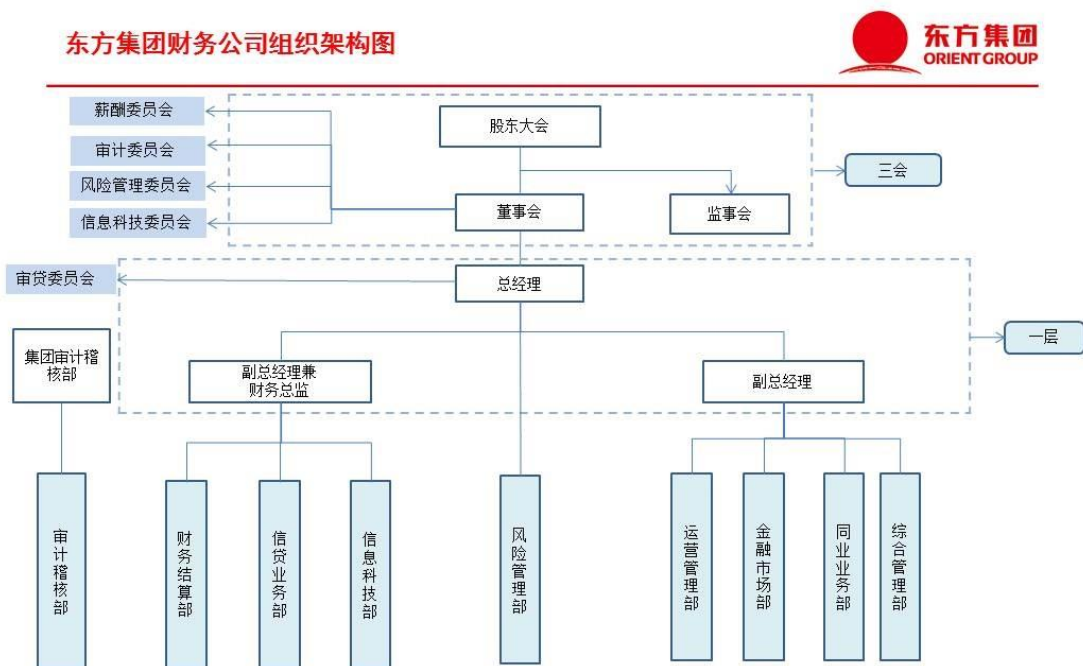 东方集团财务公司组织架构图
东方集团
ORIENT GROUP
薪酬委员会
审计委员会
风险管理委员会
信息科技委员会
股东大会
三会
董事会
监事会
审贷委员会
总经理
一层
集团审计稽
核部
副总经理兼
财务总监
副总经理
审计稽核部
财务结算部
信贷业务部
信息科技部
风险管理部
运营管理部
金融市场部
同业业务部
综合管理部